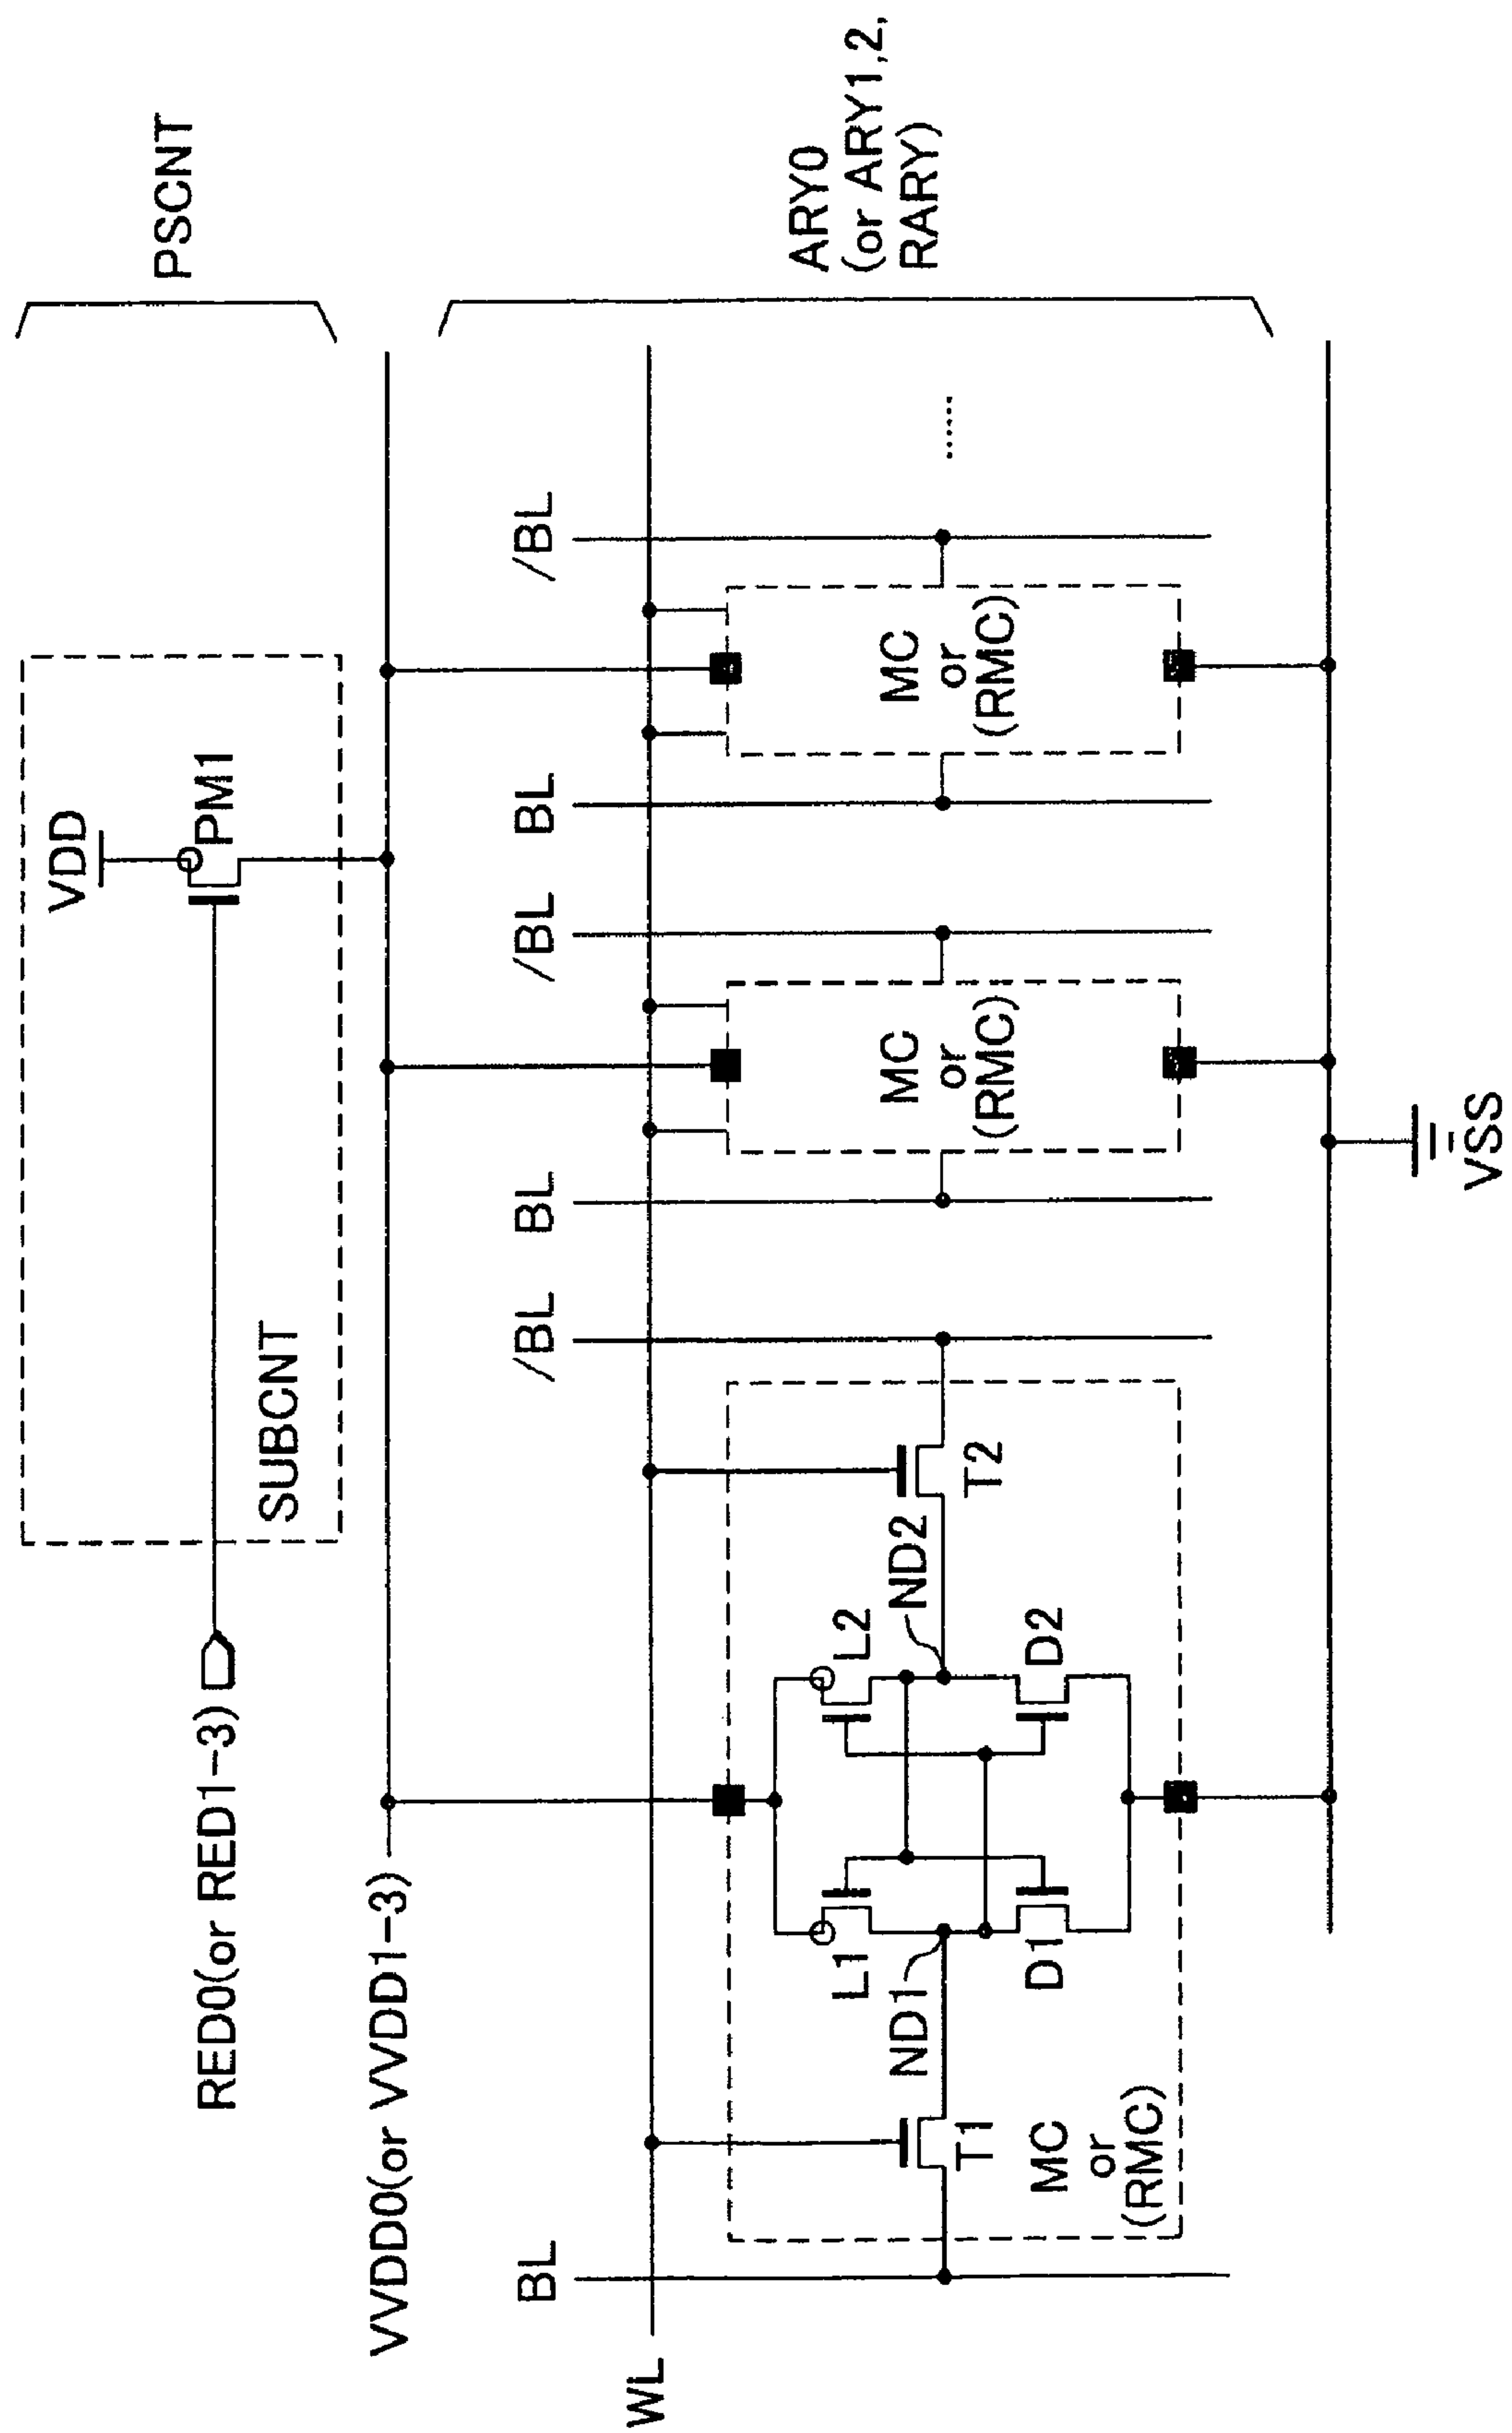 PSCNT
VDD
PM1
SUBCNT
RED0(or RED1-3)
VVDD0(or VVDD1-3)
WL
BL
/BL
BL
/BL
BL
/BL
ARY0
(or ARY1,2,
RARY)
L1
L2
ND1
ND2
T1
T2
D1
D2
MC
or
(RMC)
MC
or
(RMC)
MC
or
(RMC)
......
VSS